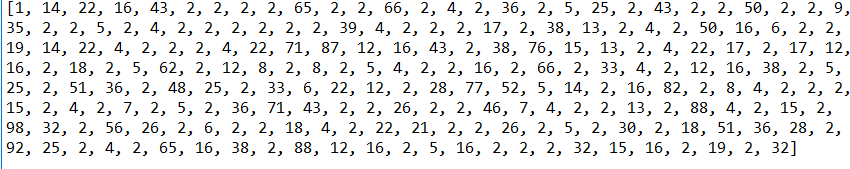 [1, 14, 22, 16, 43, 2, 2, 2, 2, 65, 2, 2, 66, 2, 4, 2, 36, 2, 5, 25, 2, 43, 2, 2, 50, 2, 2, 9,
35, 2, 2, 5, 2, 4, 2, 2, 2, 2, 2, 2, 39, 4, 2, 2, 2, 17, 2, 38, 13, 2, 4, 2, 50, 16, 6, 2, 2,
19, 14, 22, 4, 2, 2, 2, 4, 22, 71, 87, 12, 16, 43, 2, 38, 76, 15, 13, 2, 4, 22, 17, 2, 17, 12,
16, 2, 18, 2, 5, 62, 2, 12, 8, 2, 8, 2, 5, 4, 2, 2, 16, 2, 66, 2, 33, 4, 2, 12, 16, 38, 2, 5,
25, 2, 51, 36, 2, 48, 25, 2, 33, 6, 22, 12, 2, 28, 77, 52, 5, 14, 2, 16, 82, 2, 8, 4, 2, 2, 2,
15, 2, 4, 2, 7, 2, 5, 2, 36, 71, 43, 2, 2, 26, 2, 2, 46, 7, 4, 2, 2, 13, 2, 88, 4, 2, 15, 2,
98, 32, 2, 56, 26, 2, 6, 2, 2, 18, 4, 2, 22, 21, 2, 2, 26, 2, 5, 2, 30, 2, 18, 51, 36, 28, 2,
92, 25, 2, 4, 2, 65, 16, 38, 2, 88, 12, 16, 2, 5, 16, 2, 2, 2, 32, 15, 16, 2, 19, 2, 32]